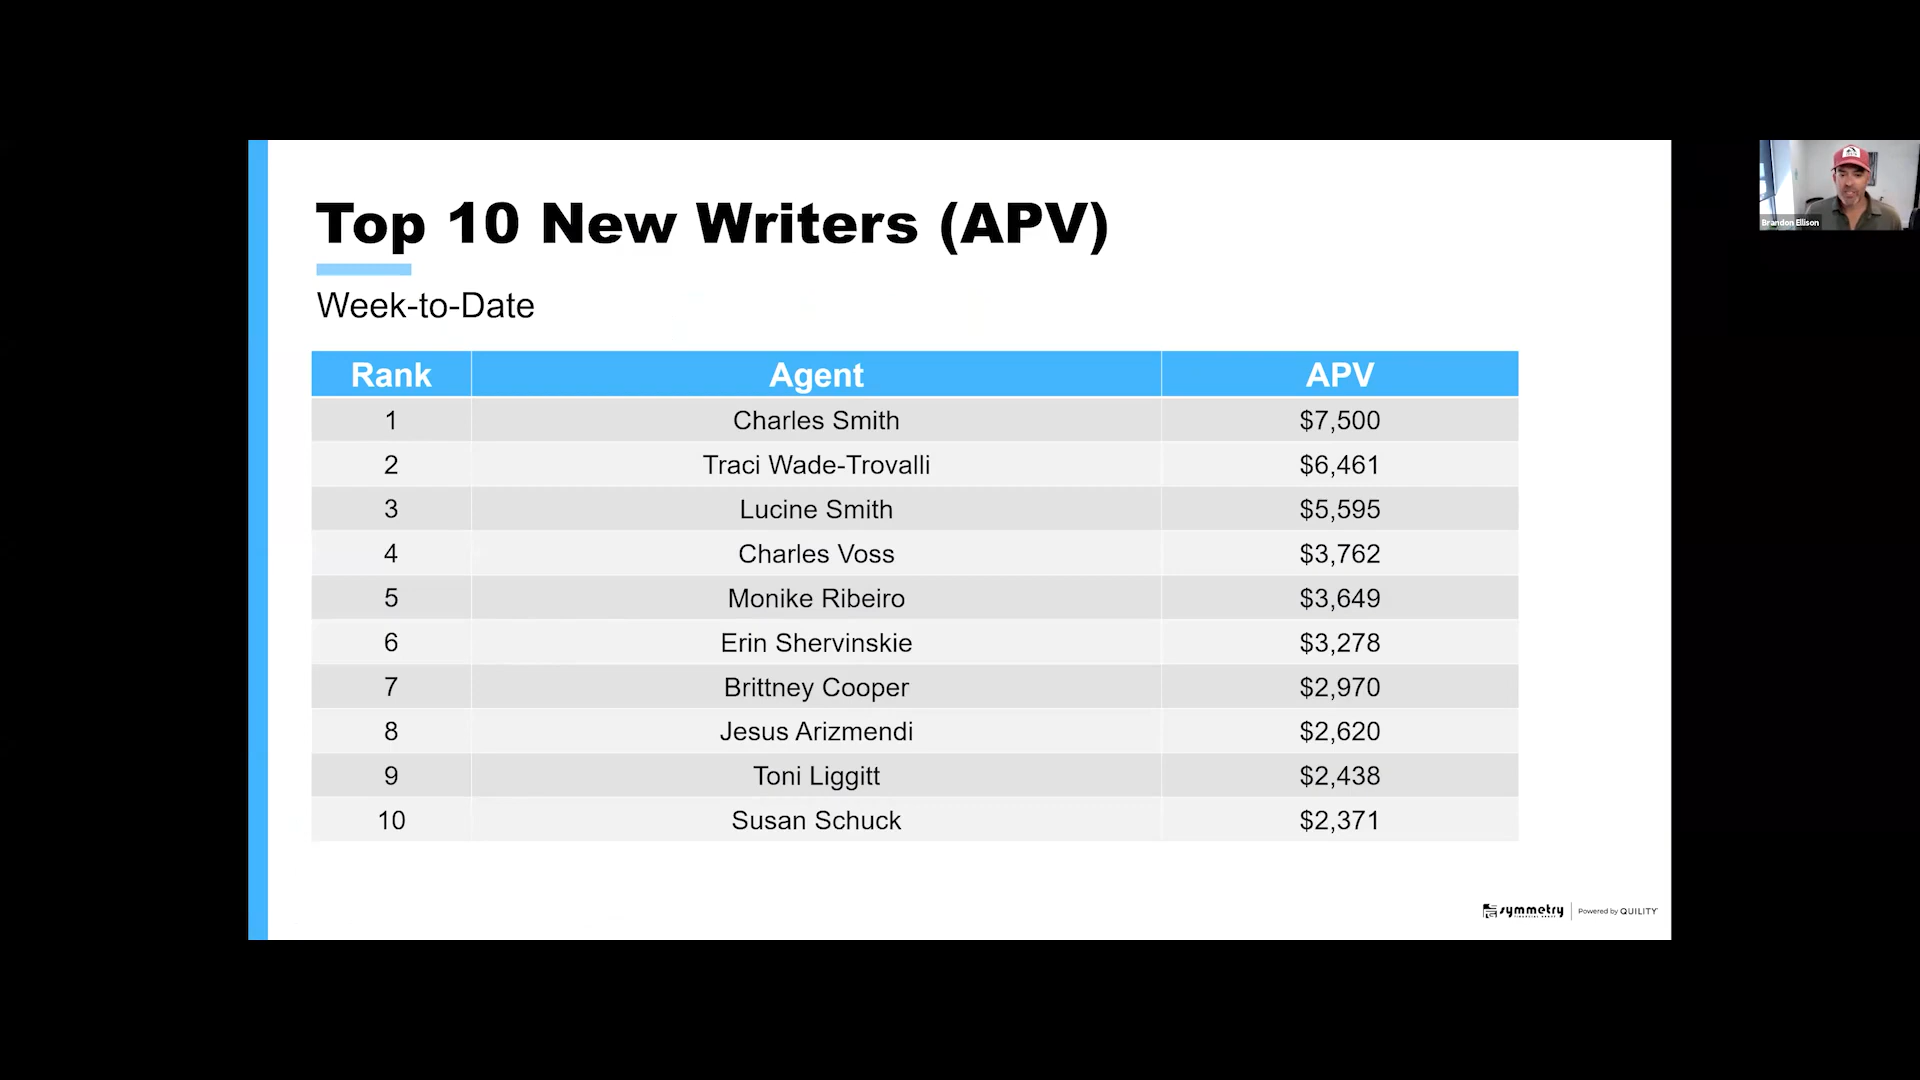 Top 10 New Writers (APV)
Week-to-Date
Rank Agent APV
1 Charles Smith $7,500
2 Traci Wade-Trovalli $6,461
3 Lucine Smith $5,595
4 Charles Voss $3,762
5 Monike Ribeiro $3,649
6 Erin Shervinskie $3,278
7 Brittney Cooper $2,970
8 Jesus Arizmendi $2,620
9 Toni Liggitt $2,438
10 Susan Schuck $2,371
symmetry
FINANCIAL GROUP
Powered by QUILITY
Brandon Ellison